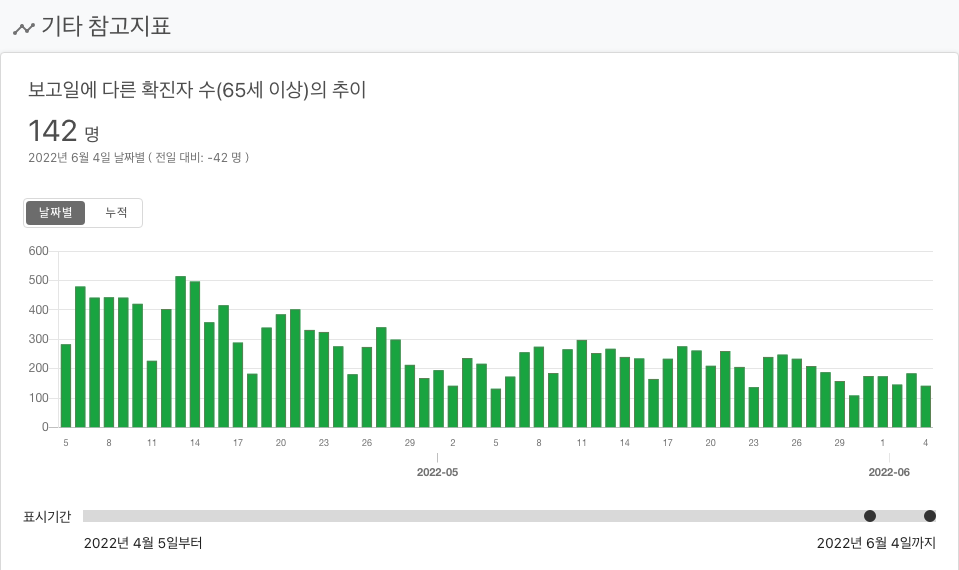 기타 참고지표
보고일에 다른 확진자 수(65세 이상)의 추이
142 명
2022년 6월 4일 날짜별 ( 전일 대비: -42 명 )
날짜별 누적
600
500
400
300
200
100
0
5 8 11 14 17 20 23 26 29 2 5 8 11 14 17 20 23 26 29 1 4
2022-05 2022-06
표시기간
2022년 4월 5일부터 2022년 6월 4일까지